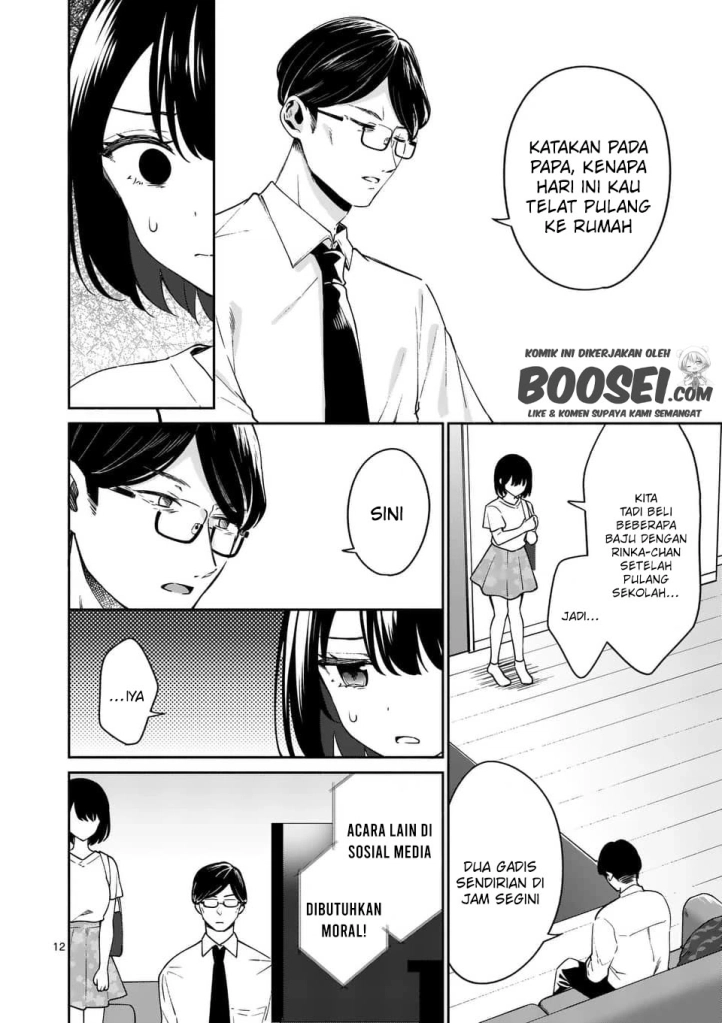 KATAKAN PADA
PAPA, KENAPA
HARI INI KAU
TELAT PULANG
KE RUMAH
KOMIK INI DIKERJAKAN OLEH
BOOSEI.COM
LIKE & KOMEN SUPAYA KAMI SEMANGAT
KITA
TADI BELI
BEBERAPA
BAJU DENGAN
RINKA-CHAN
SETELAH
PULANG
SEKOLAH...
JADI...
DUA GADIS
SENDIRIAN DI
JAM SEGINI
SINI
...IYA
ACARA LAIN DI
SOSIAL MEDIA
DIBUTUHKAN
MORAL!
12